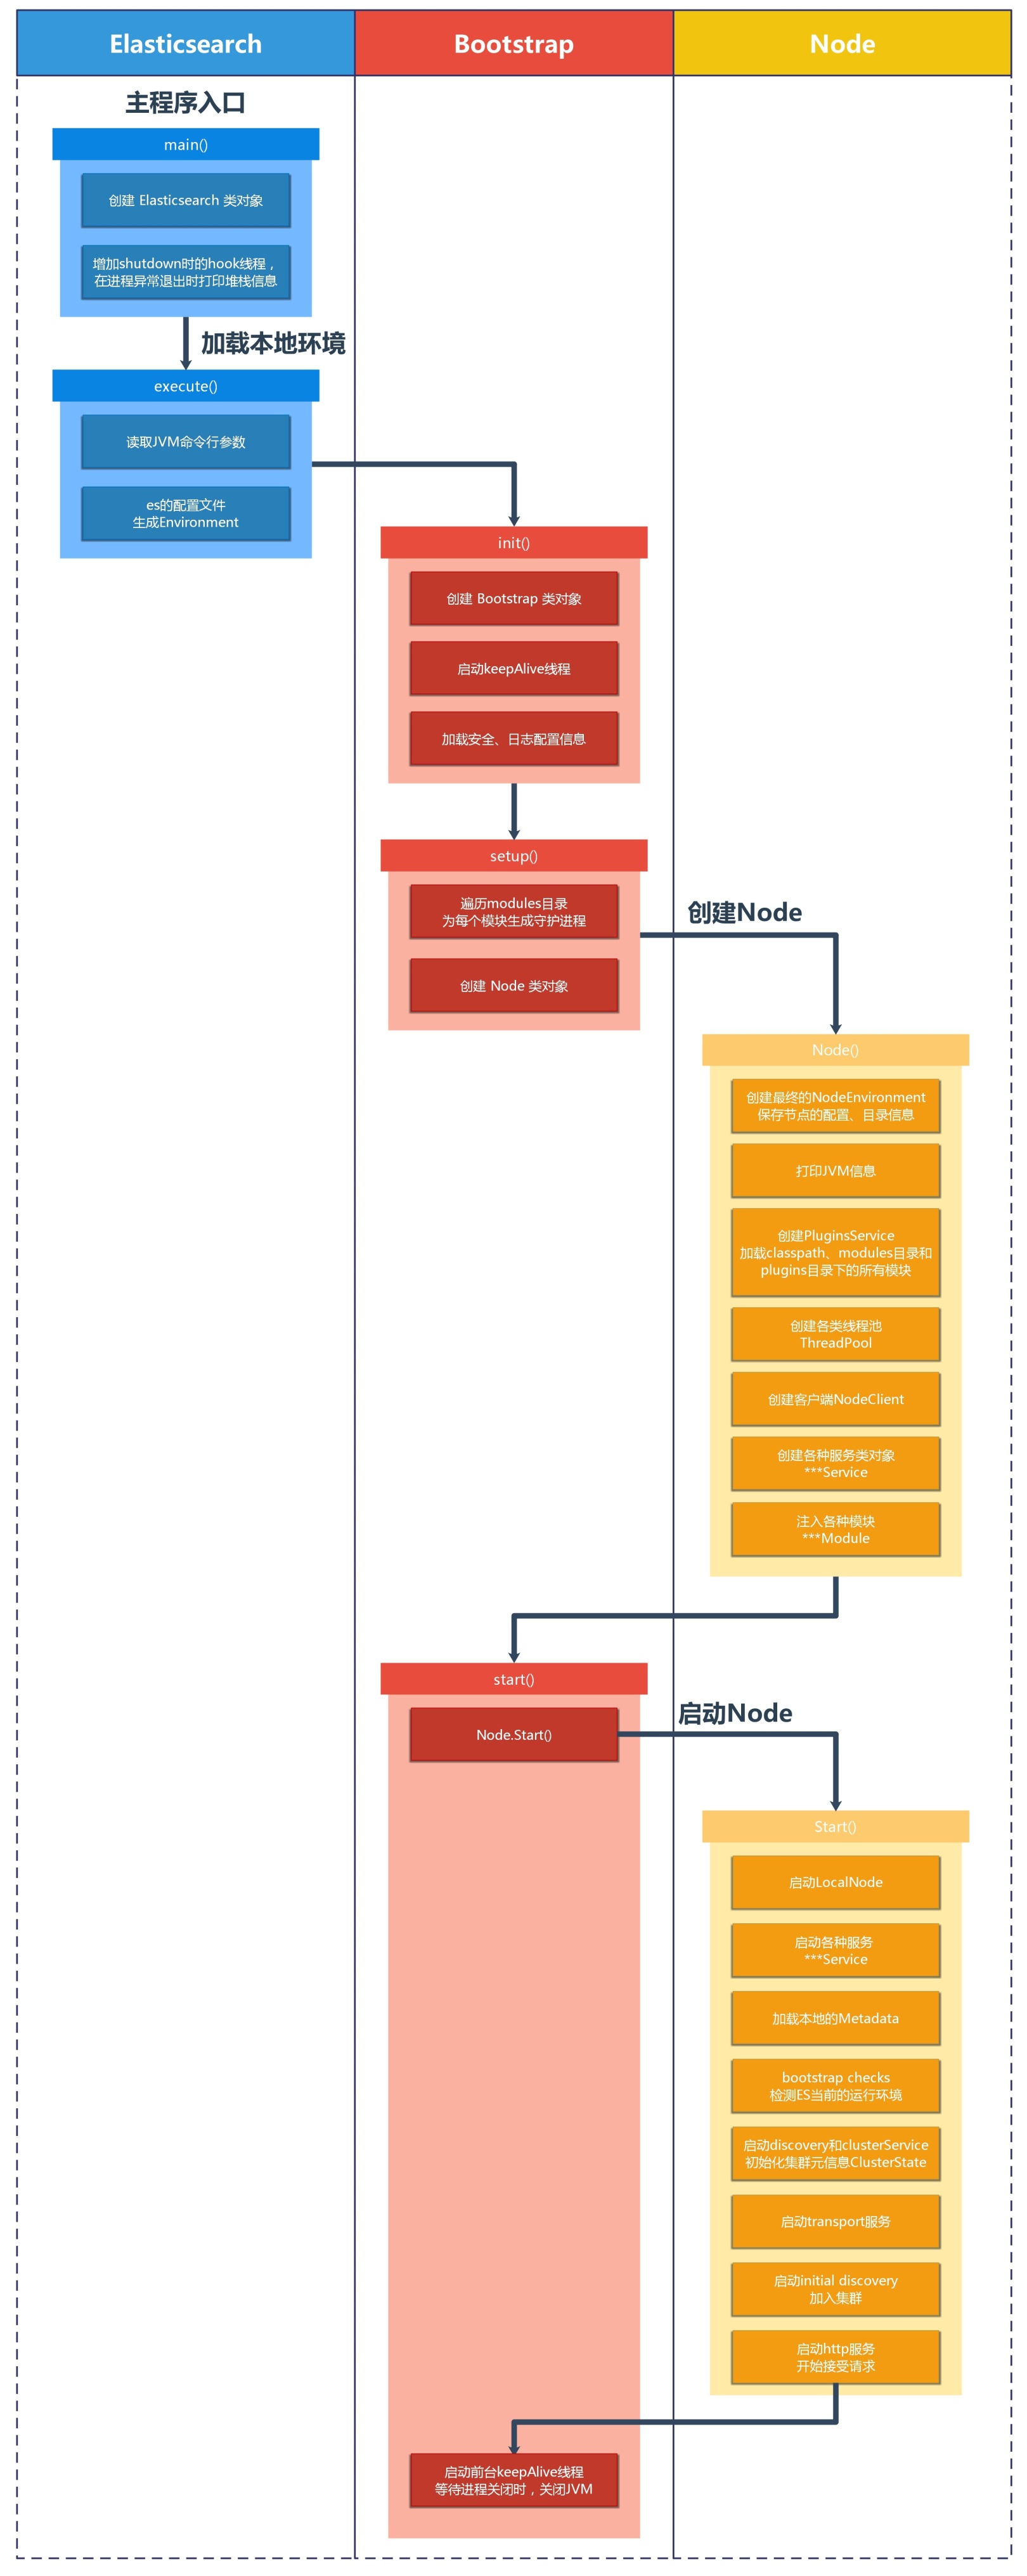 Elasticsearch
Bootstrap
Node
主程序入口
main()
创建 Elasticsearch 类对象
增加shutdown时的hook线程，
在进程异常退出时打印堆栈信息
加载本地环境
execute()
读取JVM命令行参数
es的配置文件
生成Environment
init()
创建 Bootstrap 类对象
启动keepAlive线程
加载安全、日志配置信息
setup()
遍历modules目录
为每个模块生成守护进程
创建 Node 类对象
创建Node
Node()
创建最终的NodeEnvironment
保存节点的配置、目录信息
打印JVM信息
创建PluginsService
加载classpath、modules目录和
plugins目录下的所有模块
创建各类线程池
ThreadPool
创建客户端NodeClient
创建各种服务类对象
***Service
注入各种模块
***Module
start()
Node.Start()
启动Node
Start()
启动LocalNode
启动各种服务
***Service
加载本地的Metadata
bootstrap checks
检测ES当前的运行环境
启动discovery和clusterService
初始化集群元信息ClusterState
启动transport服务
启动initial discovery
加入集群
启动http服务
开始接受请求
启动前台keepAlive线程
等待进程关闭时，关闭JVM